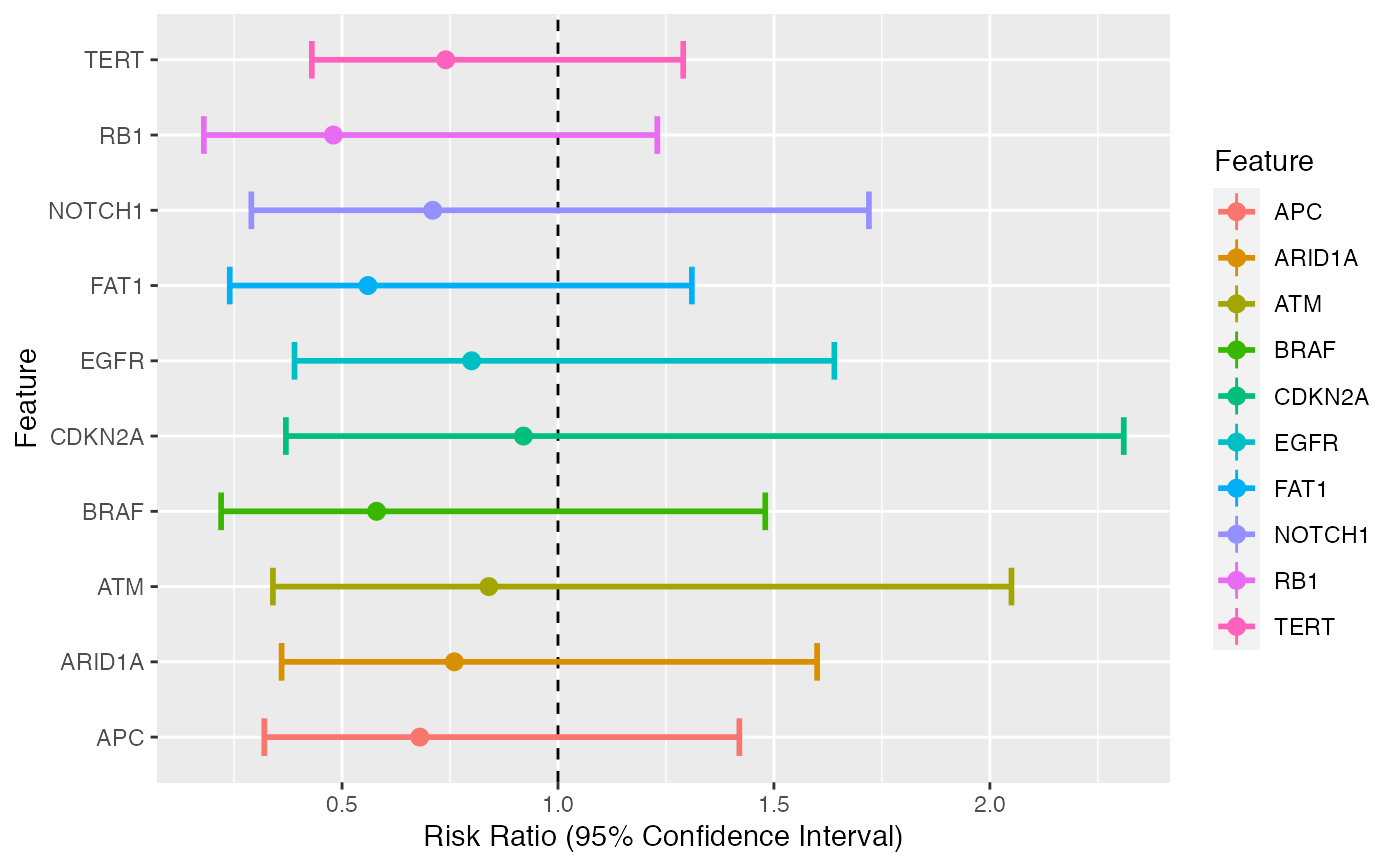 TERT
RB1
NOTCH1
FAT1
EGFR
CDKN2A
BRAF
ATM
ARID1A
APC
Feature
0.5 1.0 1.5 2.0
Risk Ratio (95% Confidence Interval)
Feature
APC
ARID1A
ATM
BRAF
CDKN2A
EGFR
FAT1
NOTCH1
RB1
TERT